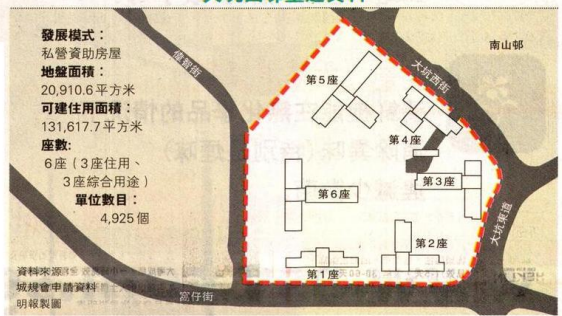 發展模式：
私營資助房屋
地盤面積：
20,910.6平方米
可建住用面積：
131,617.7平方米
座數:
6座（3座住用、
3座綜合用途）
單位數目：
4,925個
偉智街
南山邨
大坑西街
第5座
第4座
第3座
第6座
大坑東道
第2座
第1座
窩仔街
資料來源
城規會申請資料
明報製圖